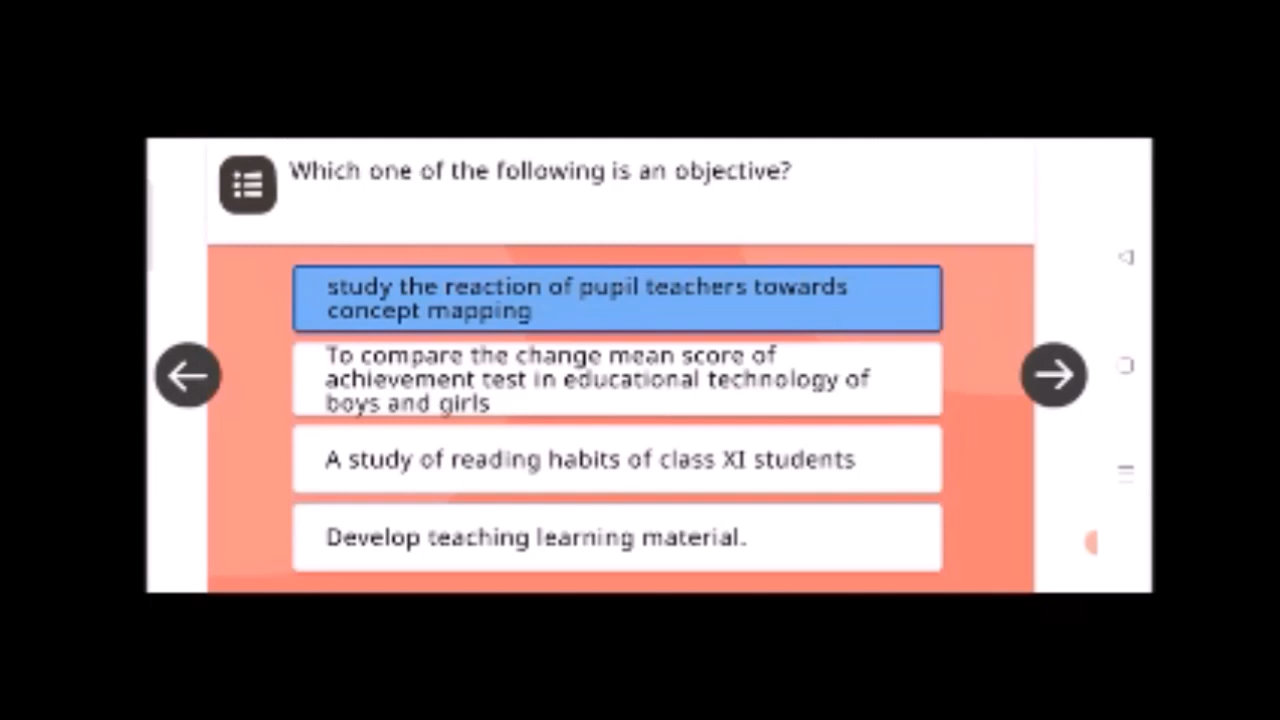 Which one of the following is an objective?
study the reaction of pupil teachers towards
concept mapping
To compare the change mean score of
achievement test in educational technology of
boys and girls
A study of reading habits of class XI students
Develop teaching learning material.